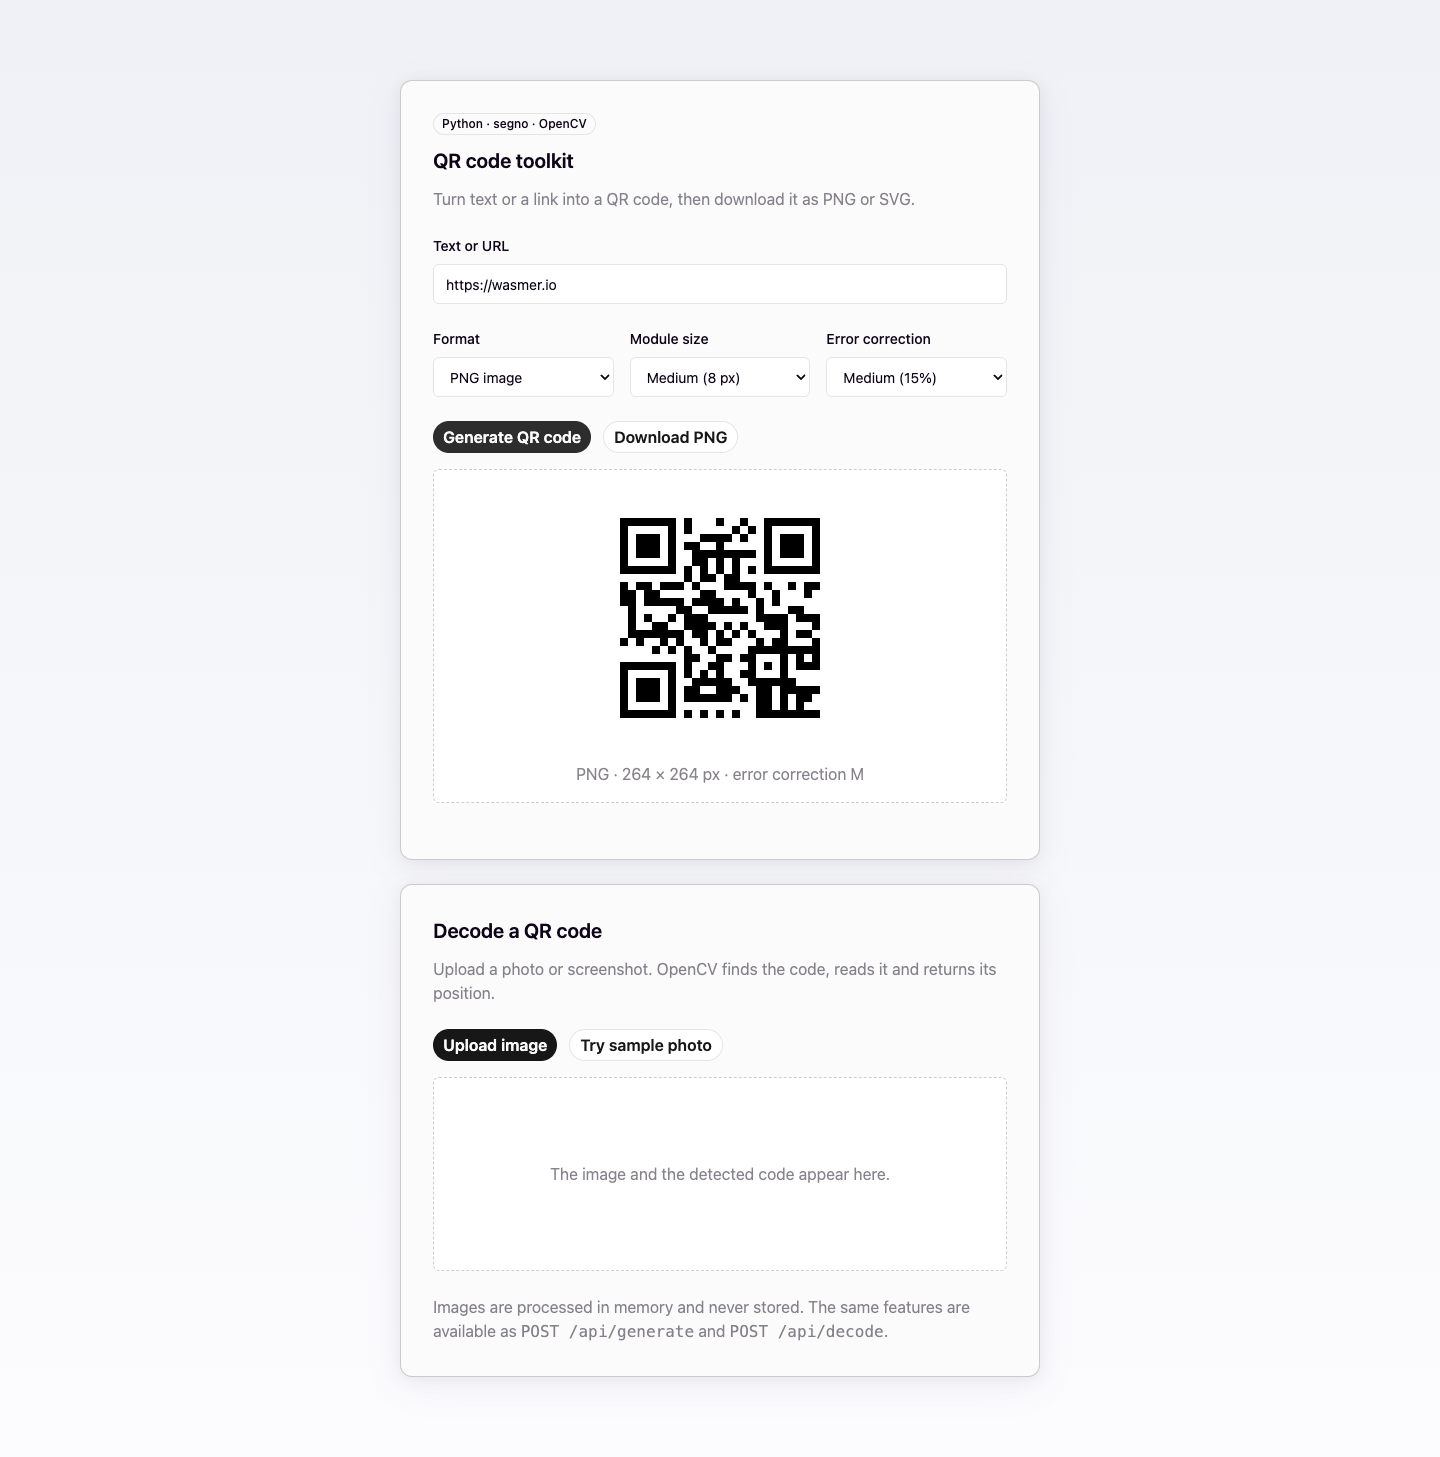 Python · segno · OpenCV
QR code toolkit
Turn text or a link into a QR code, then download it as PNG or SVG.
Text or URL
https://wasmer.io
Format
Module size
Error correction
PNG image
Medium (8 px)
Medium (15%)
Generate QR code
Download PNG
PNG · 264 × 264 px · error correction M
Decode a QR code
Upload a photo or screenshot. OpenCV finds the code, reads it and returns its
position.
Upload image
Try sample photo
The image and the detected code appear here.
Images are processed in memory and never stored. The same features are
available as POST /api/generate and POST /api/decode.